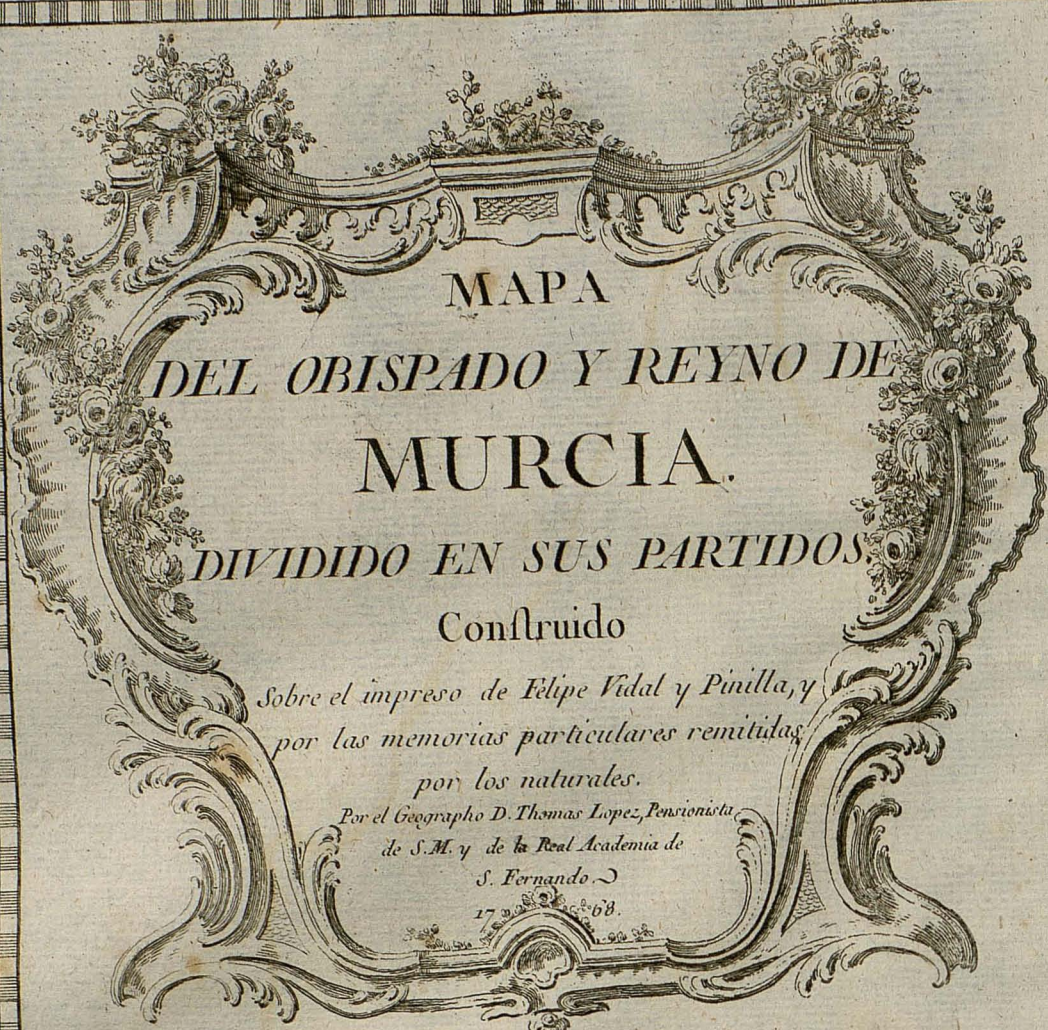 MAPA
DEL OBISPADO Y REYNO DE
MURCIA.
DIVIDIDO EN SUS PARTIDOS
Conſtruido
Sobre el impreso de Felipe Vidal y Pinilla, y
por las memorias particulares remitidas
por los naturales.
Por el Geographo D. Thomas Lopez, Pensionista
de S.M. y de la Real Academia de
S. Fernando
17 68.